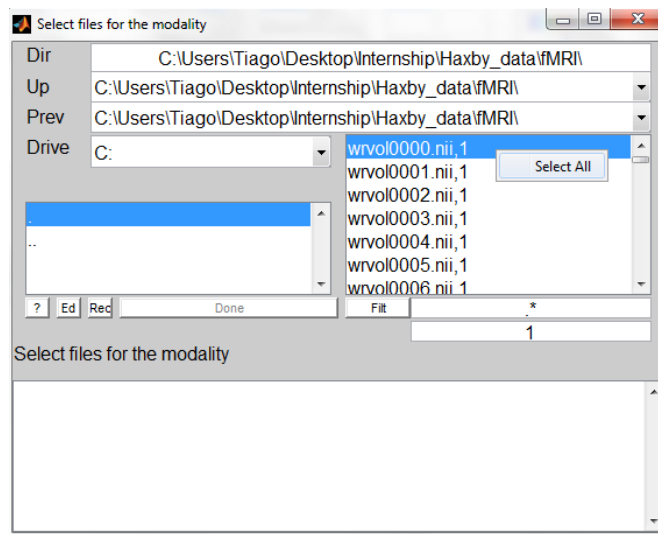 Select files for the modality
Dir C:\Users\Tiago\Desktop\Internship\Haxby_data\fMRI\
Up C:\Users\Tiago\Desktop\Internship\Haxby_data\fMRI\
Prev C:\Users\Tiago\Desktop\Internship\Haxby_data\fMRI\
Drive C: wrvol0000.nii,1
Select All
wrvol0001.nii,1
wrvol0002.nii,1
. wrvol0003.nii,1
.. wrvol0004.nii,1
wrvol0005.nii,1
wrvol0006.nii,1
? Ed Rec Done Filt .*
1
Select files for the modality